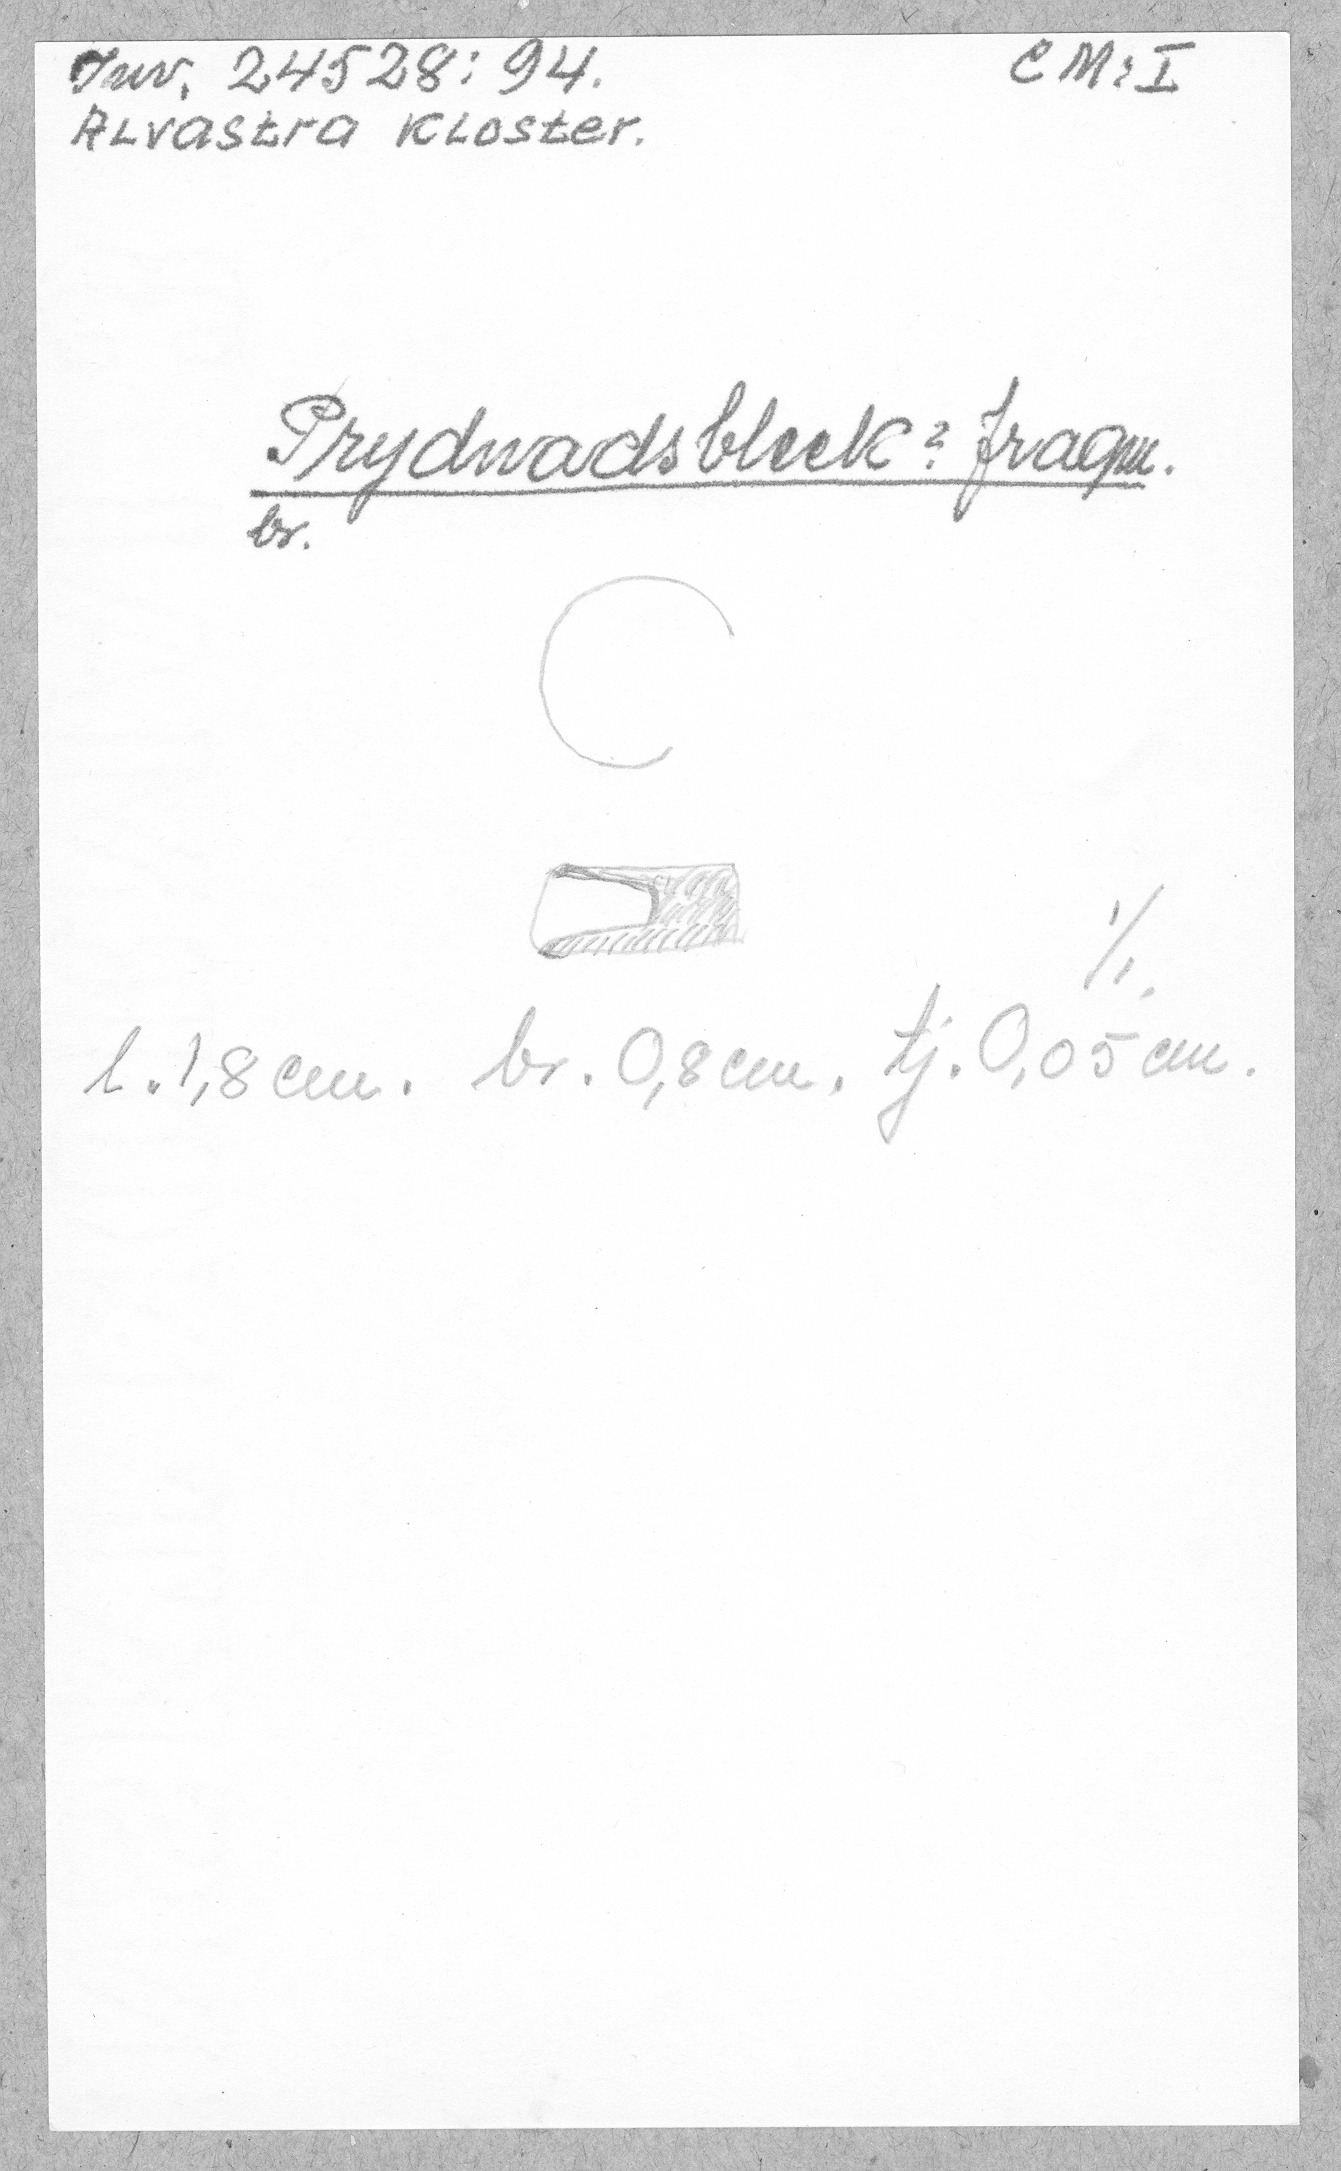 Inv. 24528:94. CM:I
Alvastra Kloster.
Prydnadsbleck? fragm.
br.
1/1.
l. 1,8 cm. br. 0,8 cm. tj. 0,05 cm.